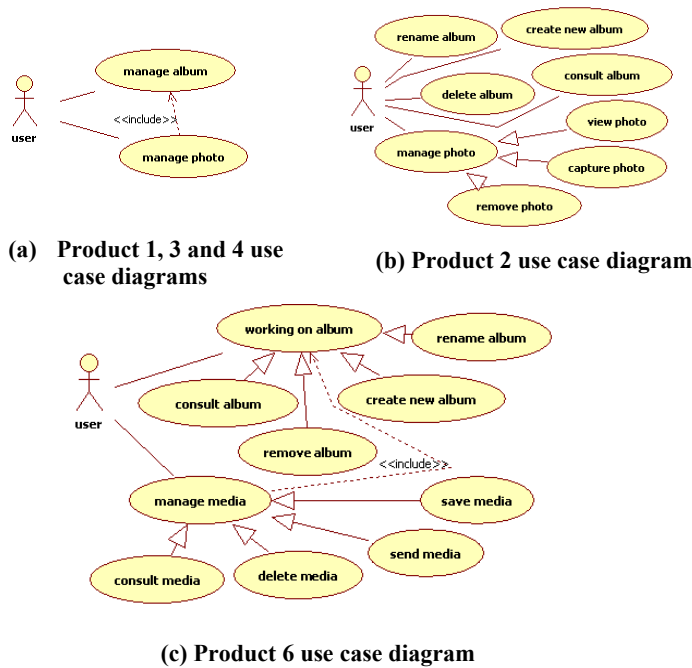 manage album
<<include>>
user
manage photo
(a) Product 1, 3 and 4 use
case diagrams
rename album
create new album
consult album
delete album
user
view photo
manage photo
capture photo
remove photo
(b) Product 2 use case diagram
working on album
rename album
consult album
create new album
user
remove album
<<include>>
manage media
save media
send media
consult media
delete media
(c) Product 6 use case diagram